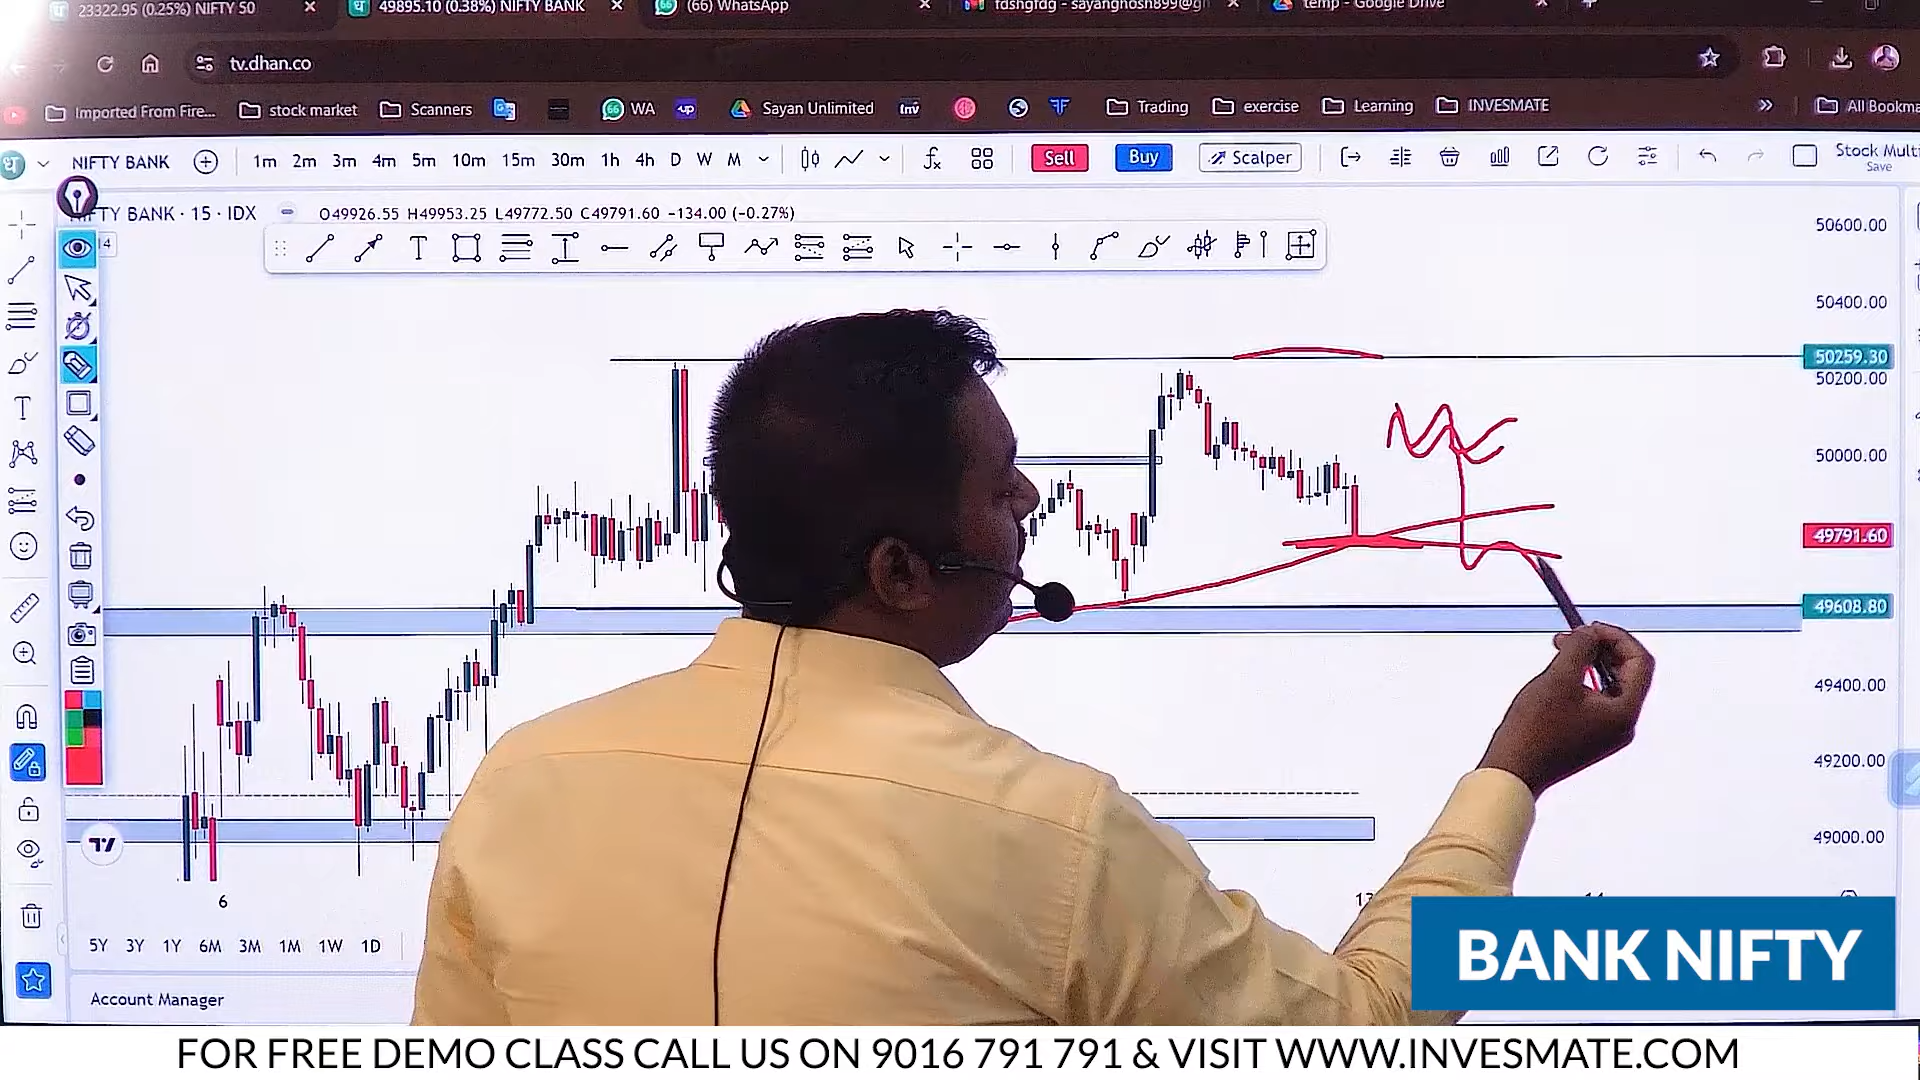 23322.95 (0.25%) NIFTY 50
49895.10 (0.38%) NIFTY BANK
(66) WhatsApp
temp - Google Drive
tv.dhan.co
Imported From Fire...
stock market
Scanners
WA
Sayan Unlimited
Inv
Trading
exercise
Learning
INVESMATE
All Bookma
NIFTY BANK
1m 2m 3m 4m 5m 10m 15m 30m 1h 4h D W M
Sell
Buy
Scalper
Stock Multi
Save
TY BANK · 15 · IDX
O49926.55 H49953.25 L49772.50 C49791.60 −134.00 (−0.27%)
50600.00
50400.00
50259.30
50200.00
50000.00
49791.60
49608.80
49400.00
49200.00
49000.00
6
5Y 3Y 1Y 6M 3M 1M 1W 1D
Account Manager
BANK NIFTY
FOR FREE DEMO CLASS CALL US ON 9016 791 791 & VISIT WWW.INVESMATE.COM